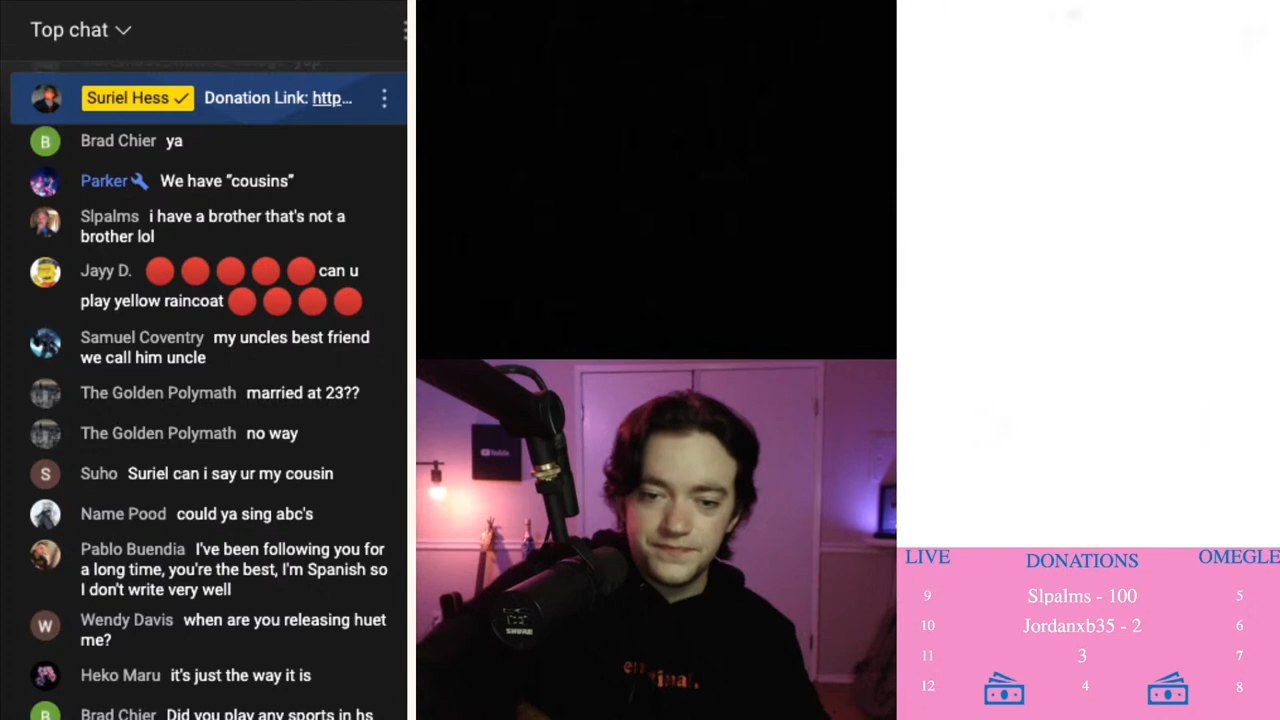 Top chat
Suriel Hess Donation Link: http...
Brad Chier ya
Parker We have "cousins"
Slpalms i have a brother that's not a
brother lol
Jayy D. can u
play yellow raincoat
Samuel Coventry my uncles best friend
we call him uncle
The Golden Polymath married at 23??
The Golden Polymath no way
Suho Suriel can i say ur my cousin
Name Pood could ya sing abc's
Pablo Buendia I've been following you for
a long time, you're the best, I'm Spanish so
I don't write very well
Wendy Davis when are you releasing huet
me?
Heko Maru it's just the way it is
Brad Chier Did you play any sports in hs
B
S
W
B
YouTube
SHURE
LIVE DONATIONS OMEGLE
9 Slpalms - 100 5
10 Jordanxb35 - 2 6
11 3 7
12 4 8